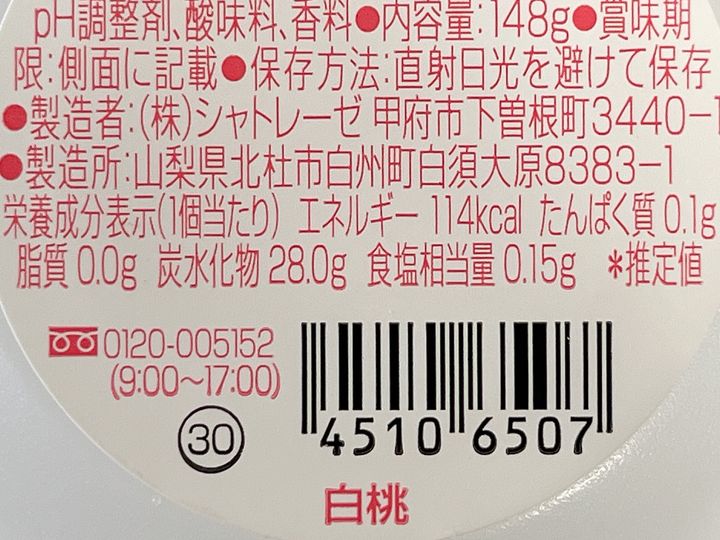 pH調整剤、酸味料、香料●内容量:148g●賞味期
限:側面に記載●保存方法:直射日光を避けて保存
●製造者:(株)シャトレーゼ 甲府市下曽根町3440-1
●製造所:山梨県北杜市白州町白須大原8383-1
栄養成分表示(1個当たり) エネルギー 114kcal たんぱく質 0.1g
脂質 0.0g 炭水化物 28.0g 食塩相当量 0.15g *推定値
0120-005152
(9:00～17:00)
30
4510 6507
白桃